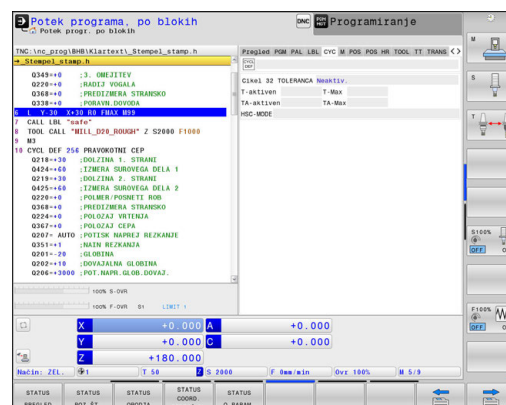 Potek programa, po blokih
Potek progr. po blokih
DNC
Programiranje
TNC:\nc_prog\BHB\Klartext\_Stempel_stamp.h
→_Stempel_stamp.h
Q349=+0 ;3. OMEJITEV
Q220=+0 ;RADIJ VOGALA
Q368=+0 ;PREDIZMERA STRANSKO
Q338=+0 ;PORAVN.DOVODA
6 L Y-30 X+30 R0 FMAX M99
7 CALL LBL "safe"
8 TOOL CALL "MILL_D20_ROUGH" Z S2000 F1000
9 M3
10 CYCL DEF 256 PRAVOKOTNI CEP
Q218=+30 ;DOLZINA 1. STRANI
Q424=+60 ;IZMERA SUROVEGA DELA 1
Q219=+30 ;DOLZINA 2. STRANI
Q425=+60 ;IZMERA SUROVEGA DELA 2
Q220=+0 ;POLMER/POSNETI ROB
Q368=+0 ;PREDIZMERA STRANSKO
Q224=+0 ;POLOZAJ VRTENJA
Q367=+0 ;POLOZAJ CEPA
Q207= AUTO ;POTISK NAPREJ REZKANJE
Q351=+1 ;NAIN REZKANJA
Q201=-20 ;GLOBINA
Q202=+10 ;DOVAJALNA GLOBINA
Q206=+3000 ;POT.NAPR.GLOB.DOVAJ.
Pregled PGM PAL LBL CYC M POS POS HR TOOL TT TRANS
CYCL DEF
Cikel 32 TOLERANCA Neaktiv.
T-aktiven T-Max
TA-aktiven TA-Max
HSC-MODE
100% S-OVR
100% F-OVR S1 LIMIT 1
X +0.000 A +0.000
Y +0.000 C +0.000
Z +180.000
Način: ŽEL. 1 T 50 Z S 2000 F 0mm/min Ovr 100% M 5/9
M
S
T
S100%
OFF
F100%
OFF
STATUS
STATUS
STATUS
STATUS COORD.
STATUS